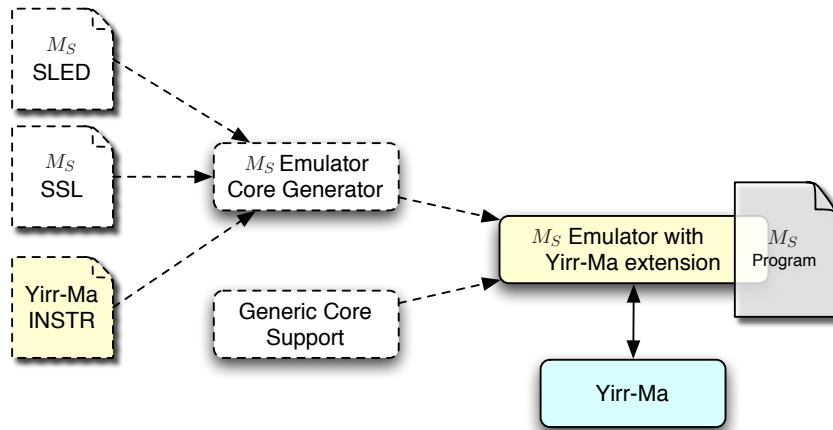 M_S
SLED
M_S
SSL
Yirr-Ma
INSTR
M_S Emulator
Core Generator
Generic Core
Support
M_S Emulator with
Yirr-Ma extension
M_S
Program
Yirr-Ma